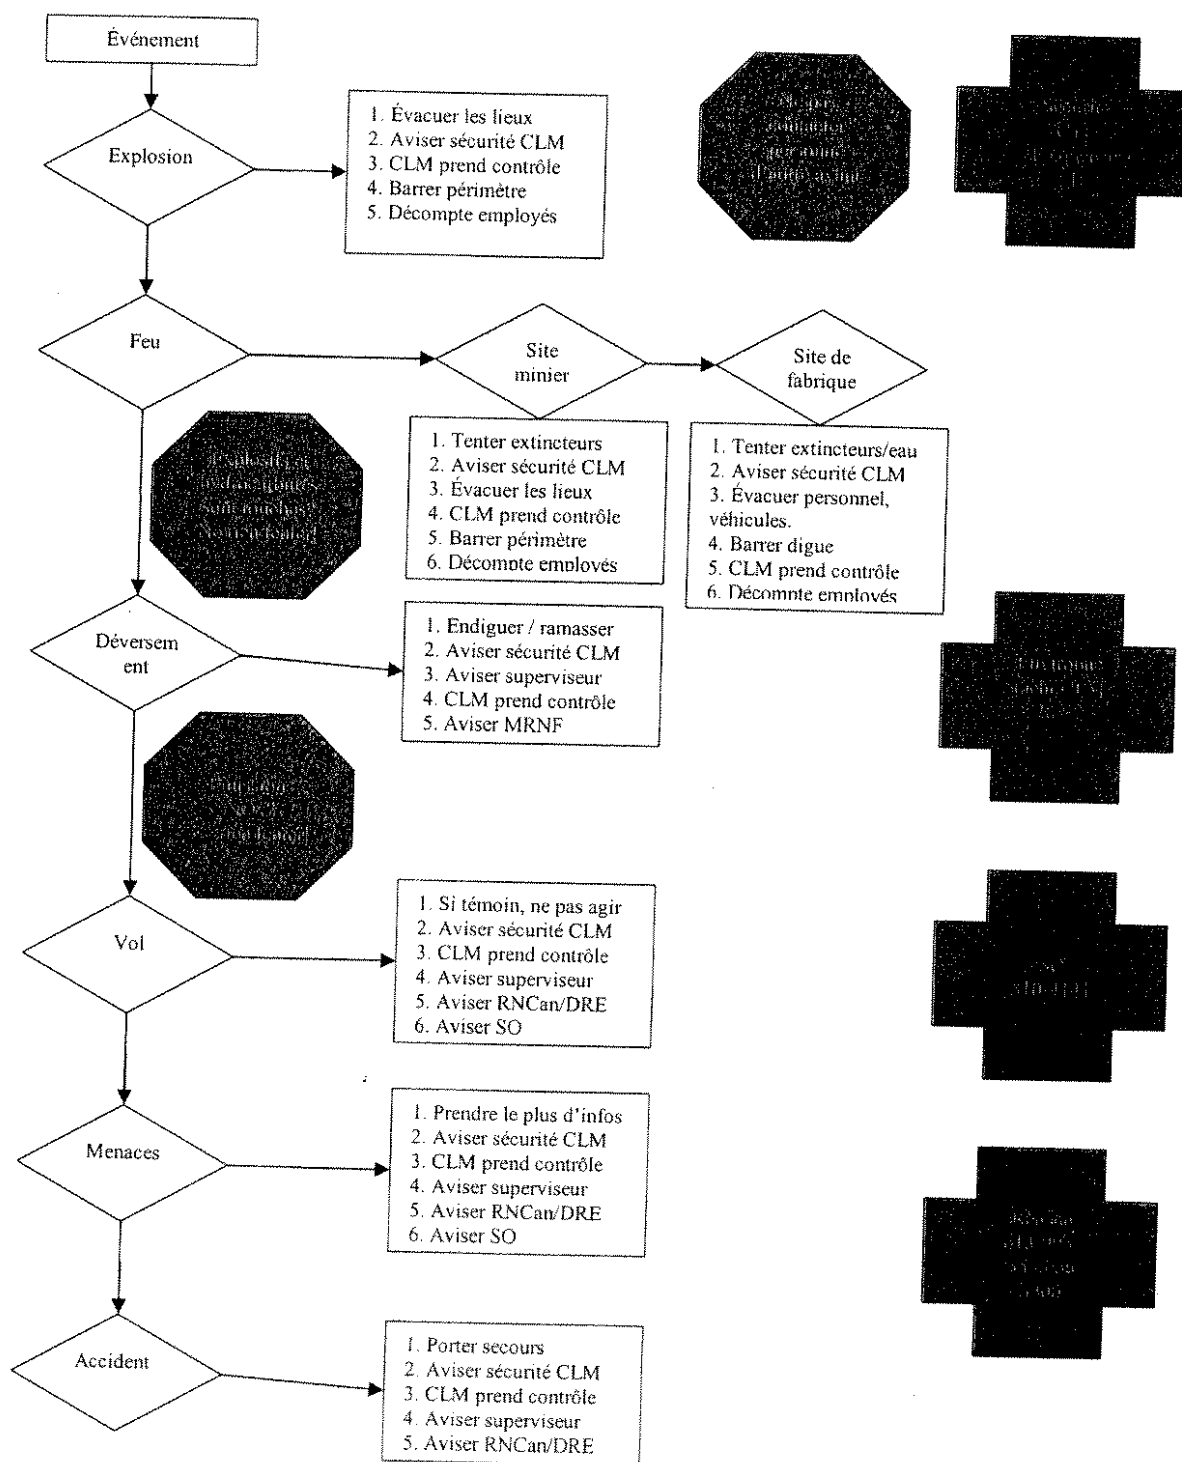 Événement
Explosion
1. Évacuer les lieux
2. Aviser sécurité CLM
3. CLM prend contrôle
4. Barrer périmètre
5. Décompte employés
Feu
Site
minier
Site de
fabrique
1. Tenter extincteurs
2. Aviser sécurité CLM
3. Évacuer les lieux
4. CLM prend contrôle
5. Barrer périmètre
6. Décompte employés
1. Tenter extincteurs/eau
2. Aviser sécurité CLM
3. Évacuer personnel,
véhicules.
4. Barrer digue
5. CLM prend contrôle
6. Décompte employés
Déversem
ent
1. Endiguer / ramasser
2. Aviser sécurité CLM
3. Aviser superviseur
4. CLM prend contrôle
5. Aviser MRNF
Vol
1. Si témoin, ne pas agir
2. Aviser sécurité CLM
3. CLM prend contrôle
4. Aviser superviseur
5. Aviser RNCan/DRE
6. Aviser SO
Menaces
1. Prendre le plus d'infos
2. Aviser sécurité CLM
3. CLM prend contrôle
4. Aviser superviseur
5. Aviser RNCan/DRE
6. Aviser SO
Accident
1. Porter secours
2. Aviser sécurité CLM
3. CLM prend contrôle
4. Aviser superviseur
5. Aviser RNCan/DRE